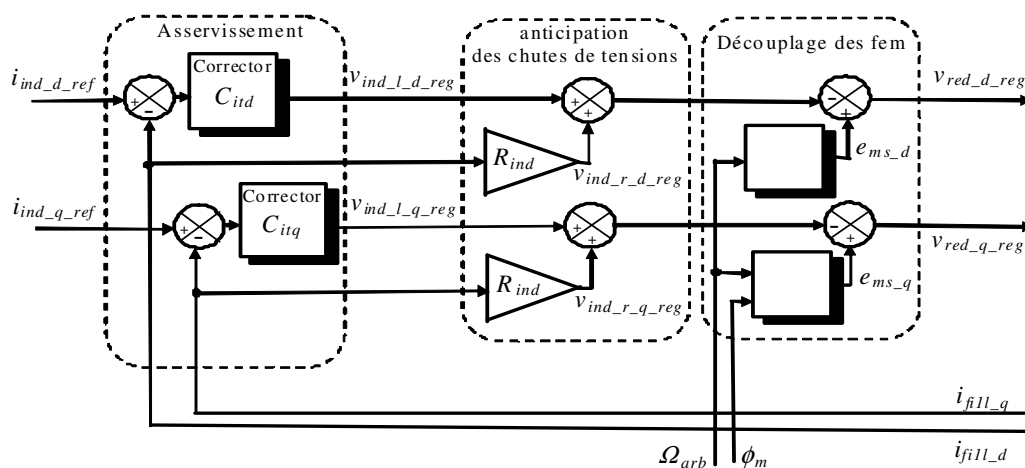 Asservissement
anticipation
des chutes de tensions
Découplage des fem
i_ind_d_ref
+
-
Corrector
C_itd
v_ind_l_d_reg
+
+
-
+
v_red_d_reg
R_ind
v_ind_r_d_reg
e_ms_d
i_ind_q_ref
+
-
Corrector
C_itq
v_ind_l_q_reg
+
+
-
+
v_red_q_reg
R_ind
v_ind_r_q_reg
e_ms_q
i_fi1l_q
i_fi1l_d
Ω_arb
ϕ_m